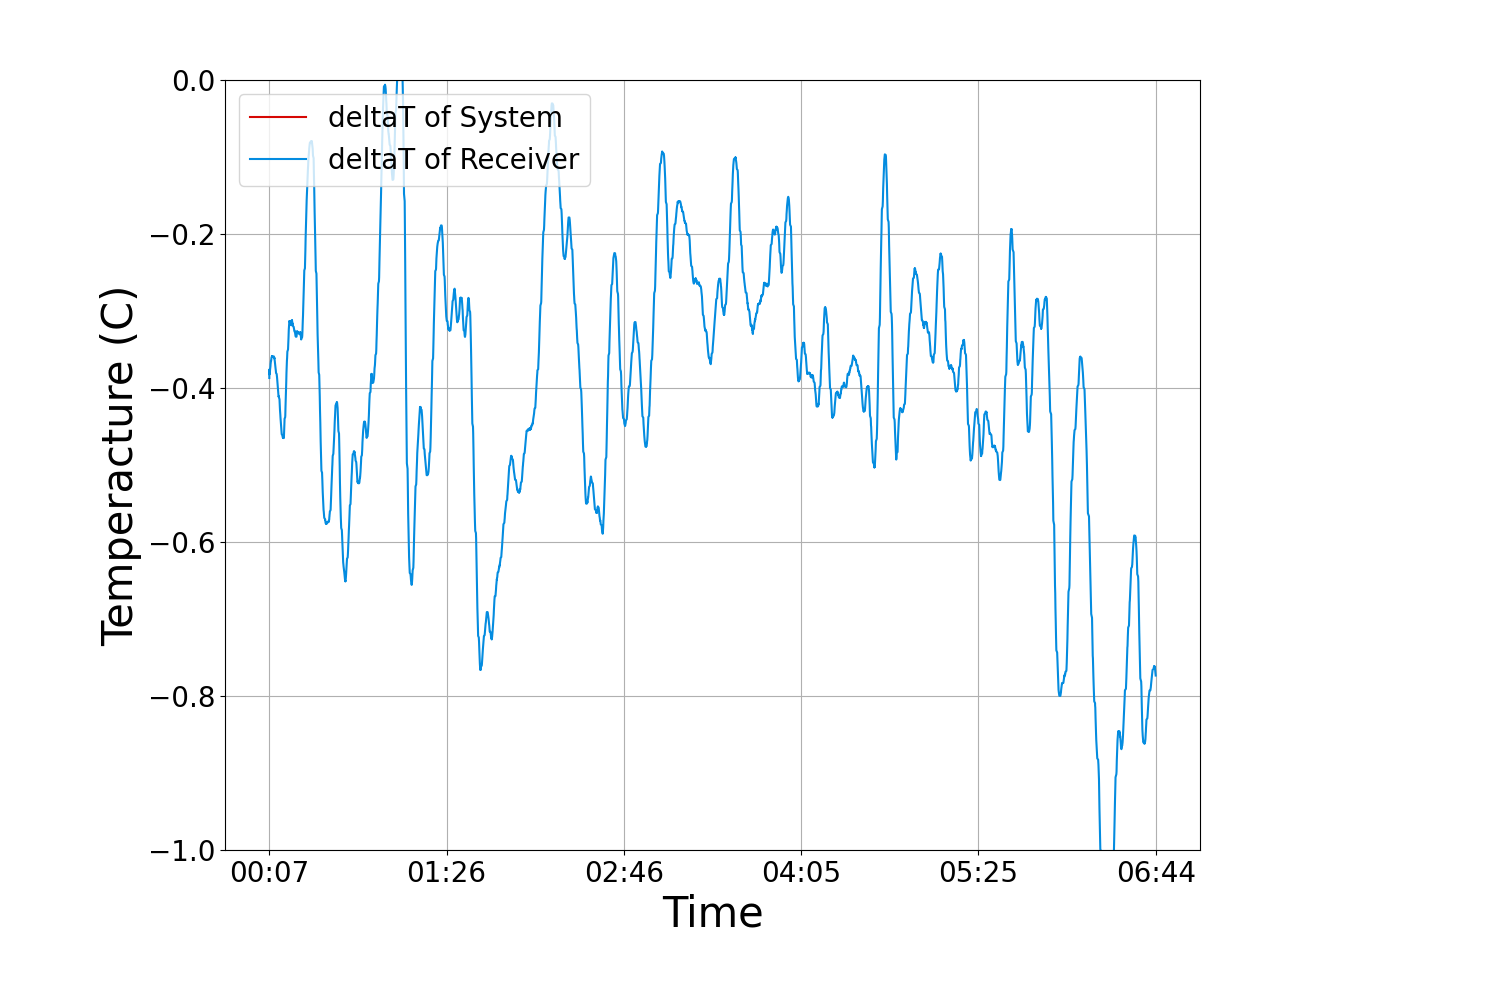 0.0
−0.2
−0.4
−0.6
−0.8
−1.0
Temperacture (C)
deltaT of System
deltaT of Receiver
00:07 01:26 02:46 04:05 05:25 06:44
Time